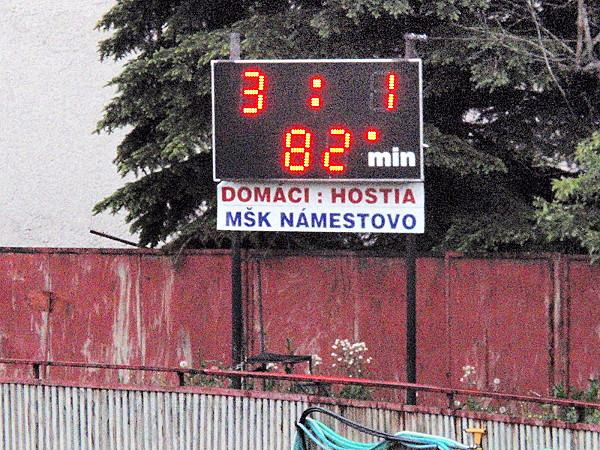 3 : 1
82 min
DOMÁCI : HOSTIA
MŠK NÁMESTOVO